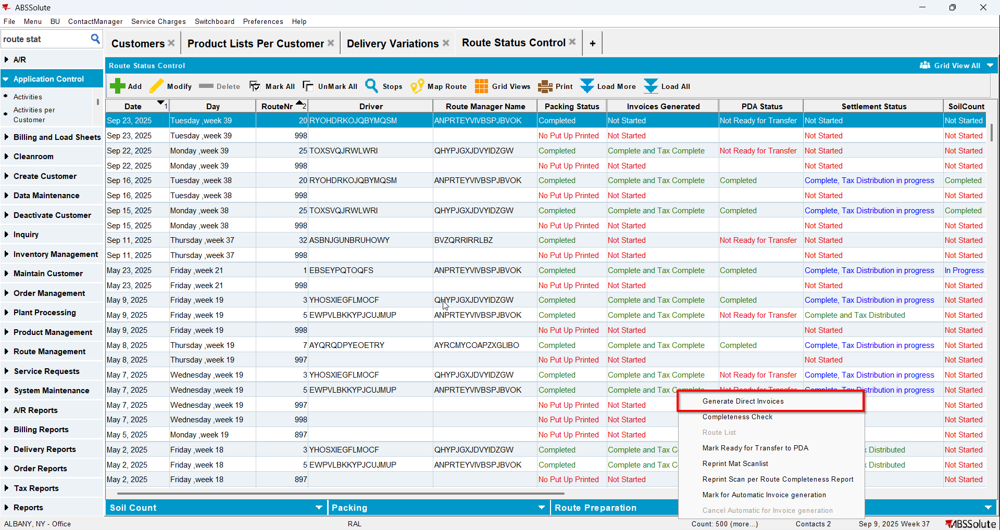 ABSSolute
File Menu BU ContactManager Service Charges Switchboard Preferences Help
route stat
Customers Product Lists Per Customer Delivery Variations Route Status Control +
A/R
Application Control
Activities
Activities per
Customer
Billing and Load Sheets
Cleanroom
Create Customer
Data Maintenance
Deactivate Customer
Inquiry
Inventory Management
Maintain Customer
Order Management
Plant Processing
Product Management
Route Management
Service Requests
System Maintenance
A/R Reports
Billing Reports
Delivery Reports
Order Reports
Tax Reports
Reports
Route Status Control Grid View All
Add Modify Delete Mark All UnMark All Stops Map Route Grid Views Print Load More Load All
Date 1 Day RouteNr 2 Driver Route Manager Name Packing Status Invoices Generated PDA Status Settlement Status SoilCount
Sep 23, 2025 Tuesday ,week 39 20 RYOHDRKOJQBYMQSM ANPRTEYVIVBSPJBVOK Completed Not Started Not Ready for Transfer Not Started Not Started
Sep 23, 2025 Tuesday ,week 39 998 No Put Up Printed Not Started Not Started Not Started
Sep 22, 2025 Monday ,week 39 25 TOXSVQJRWLWRI QHYPJGXJDVYIDZGW Completed Complete and Tax Complete Not Ready for Transfer Not Started Not Started
Sep 22, 2025 Monday ,week 39 998 No Put Up Printed Not Started Not Started Not Started
Sep 16, 2025 Tuesday ,week 38 20 RYOHDRKOJQBYMQSM ANPRTEYVIVBSPJBVOK Completed Complete and Tax Complete Completed Complete, Tax Distribution in progress Completed
Sep 16, 2025 Tuesday ,week 38 998 No Put Up Printed Not Started Not Started Not Started
Sep 15, 2025 Monday ,week 38 25 TOXSVQJRWLWRI QHYPJGXJDVYIDZGW Completed Complete and Tax Complete Completed Complete, Tax Distribution in progress Completed
Sep 15, 2025 Monday ,week 38 998 No Put Up Printed Not Started Not Started Not Started
Sep 11, 2025 Thursday ,week 37 32 ASBNJGUNBRUHOWY BVZQRRIRRLBZ Completed Not Started Not Ready for Transfer Not Started Not Started
Sep 11, 2025 Thursday ,week 37 998 No Put Up Printed Not Started Not Started Not Started
May 23, 2025 Friday ,week 21 1 EBSEYPQTOQFS ANPRTEYVIVBSPJBVOK Completed Complete and Tax Complete Completed Complete, Tax Distribution in progress In Progress
May 23, 2025 Friday ,week 21 998 No Put Up Printed Not Started Not Started Not Started
May 9, 2025 Friday ,week 19 3 YHOSXIEGFLMOCF QHYPJGXJDVYIDZGW Completed Complete and Tax Complete Completed Complete, Tax Distribution in progress Not Started
May 9, 2025 Friday ,week 19 5 EWPVLBKKYPJCUJMUP ANPRTEYVIVBSPJBVOK Completed Complete and Tax Complete Not Ready for Transfer Complete and Tax Distributed Not Started
May 9, 2025 Friday ,week 19 998 No Put Up Printed Not Started Not Started Not Started
May 8, 2025 Thursday ,week 19 7 AYQRQDPYEOETRY AYRCMYCOAPZXGLIBO Completed Complete and Tax Complete Completed Complete, Tax Distribution in progress Not Started
May 8, 2025 Thursday ,week 19 997 No Put Up Printed Not Started Not Started Not Started
May 7, 2025 Wednesday ,week 19 3 YHOSXIEGFLMOCF QHYPJGXJDVYIDZGW Completed Complete and Tax Complete Not Ready for Transfer Complete, Tax Distribution in progress Not Started
May 7, 2025 Wednesday ,week 19 5 EWPVLBKKYPJCUJMUP ANPRTEYVIVBSPJBVOK Completed Complete and Tax Complete Not Ready for Transfer Complete, Tax Distribution in progress Not Started
May 7, 2025 Wednesday ,week 19 997 No Put Up Printed Not Started Not Started
May 7, 2025 Wednesday ,week 19 998 No Put Up Printed Not Started Not Started
May 5, 2025 Monday ,week 19 897 No Put Up Printed Not Started Not Started
May 2, 2025 Friday ,week 18 3 YHOSXIEGFLMOCF QHYPJGXJDVYIDZGW Completed Complete and Tax C x Distributed Not Started
May 2, 2025 Friday ,week 18 5 EWPVLBKKYPJCUJMUP ANPRTEYVIVBSPJBVOK Completed Complete and Tax C x Distributed Not Started
May 2, 2025 Friday ,week 18 897 No Put Up Printed Not Started Not Started
Generate Direct Invoices
Completeness Check
Route List
Mark Ready for Transfer to PDA
Reprint Mat Scanlist
Reprint Scan per Route Completeness Report
Mark for Automatic Invoice generation
Cancel Automatic for Invoice generation
Soil Count Packing Route Preparation
ALBANY, NY - Office RAL Count: 500 (more...) Contacts 2 Sep 9, 2025 Week 37 ABSSolute